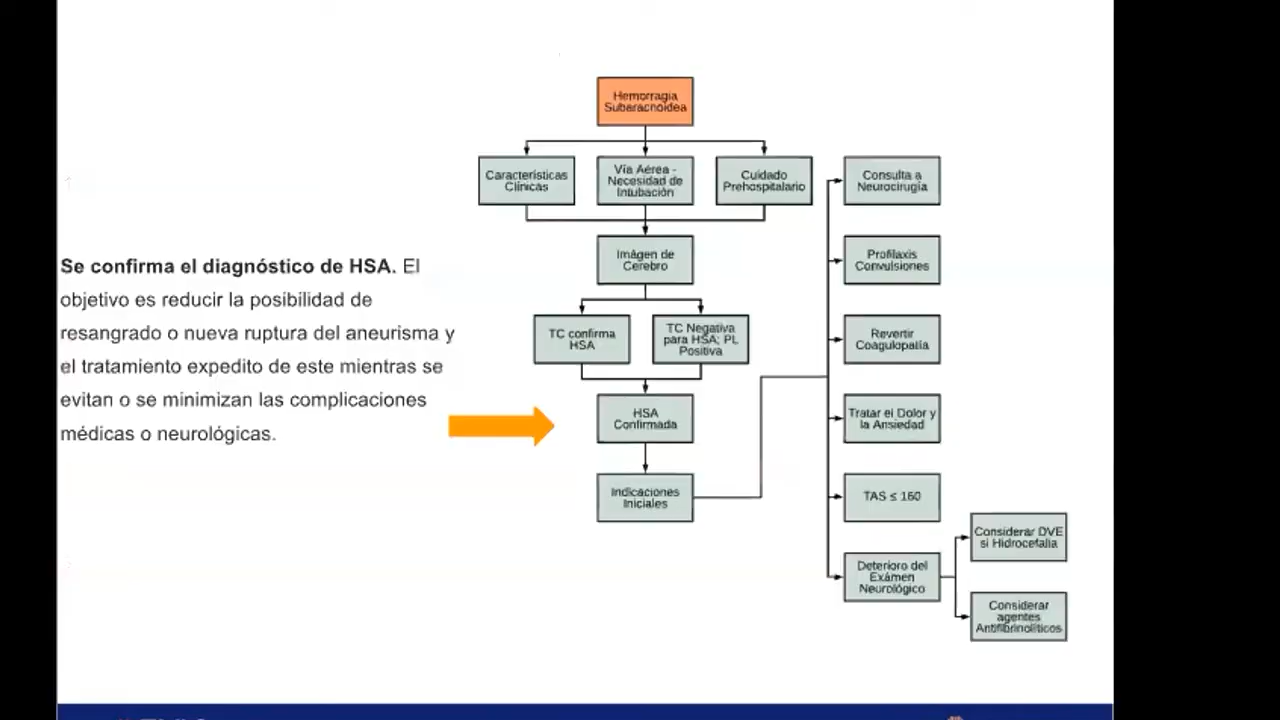 Hemorragia
Subaracnoidea
Características
Clínicas
Vía Aérea -
Necesidad de
Intubación
Cuidado
Prehospitalario
Consulta a
Neurocirugía
Imágen de
Cerebro
Profilaxis
Convulsiones
Se confirma el diagnóstico de HSA. El
objetivo es reducir la posibilidad de
resangrado o nueva ruptura del aneurisma y
el tratamiento expedito de este mientras se
evitan o se minimizan las complicaciones
médicas o neurológicas.
TC confirma
HSA
TC Negativa
para HSA; PL
Positiva
Revertir
Coagulopatía
HSA
Confirmada
Tratar el Dolor y
la Ansiedad
Indicaciones
Iniciales
TAS ≤ 160
Deterioro del
Exámen
Neurológico
Considerar DVE
si Hidrocefalia
Considerar
agentes
Antifibrinolíticos